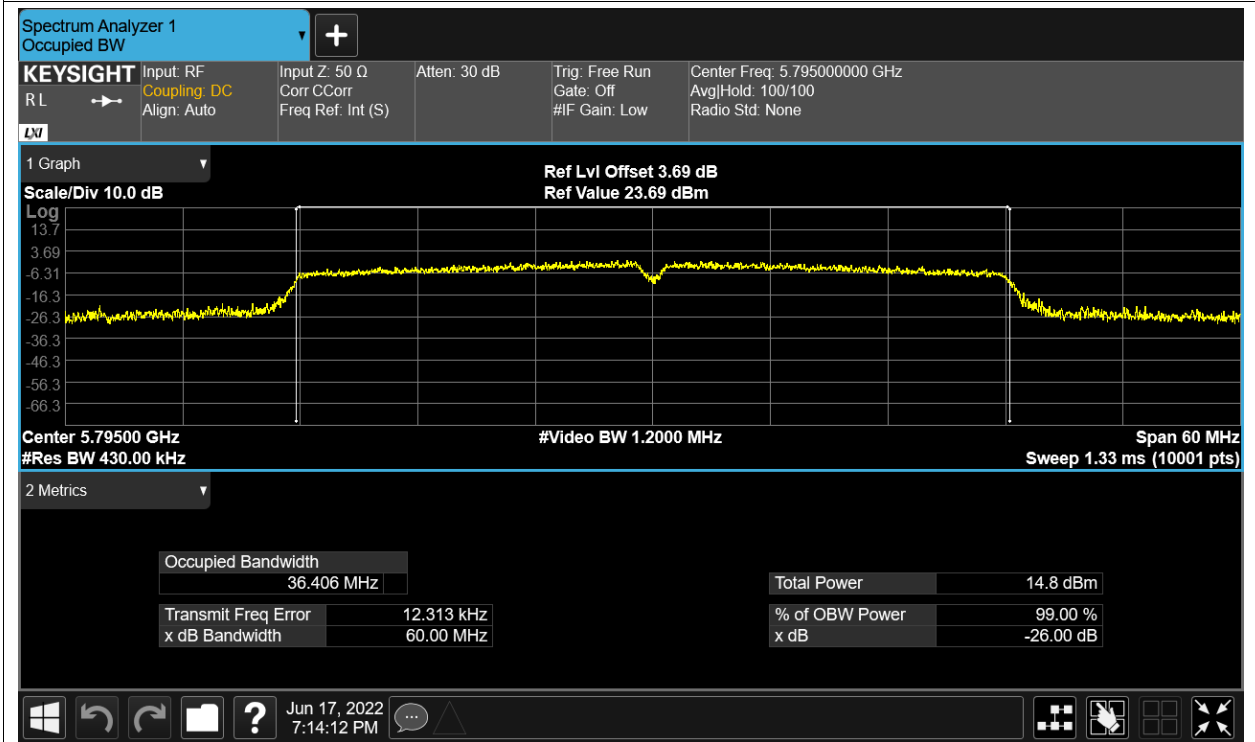 Spectrum Analyzer 1
Occupied BW
KEYSIGHT
R L
LXI
Input: RF
Coupling: DC
Align: Auto
Input Z: 50 Ω
Corr CCorr
Freq Ref: Int (S)
Atten: 30 dB
Trig: Free Run
Gate: Off
#IF Gain: Low
Center Freq: 5.795000000 GHz
Avg|Hold: 100/100
Radio Std: None
1 Graph
Scale/Div 10.0 dB
Ref Lvl Offset 3.69 dB
Ref Value 23.69 dBm
Log
13.7
3.69
-6.31
-16.3
-26.3
-36.3
-46.3
-56.3
-66.3
Center 5.79500 GHz
#Res BW 430.00 kHz
#Video BW 1.2000 MHz
Span 60 MHz
Sweep 1.33 ms (10001 pts)
2 Metrics
Occupied Bandwidth
36.406 MHz
Transmit Freq Error 12.313 kHz
x dB Bandwidth 60.00 MHz
Total Power 14.8 dBm
% of OBW Power 99.00 %
x dB -26.00 dB
?
Jun 17, 2022
7:14:12 PM